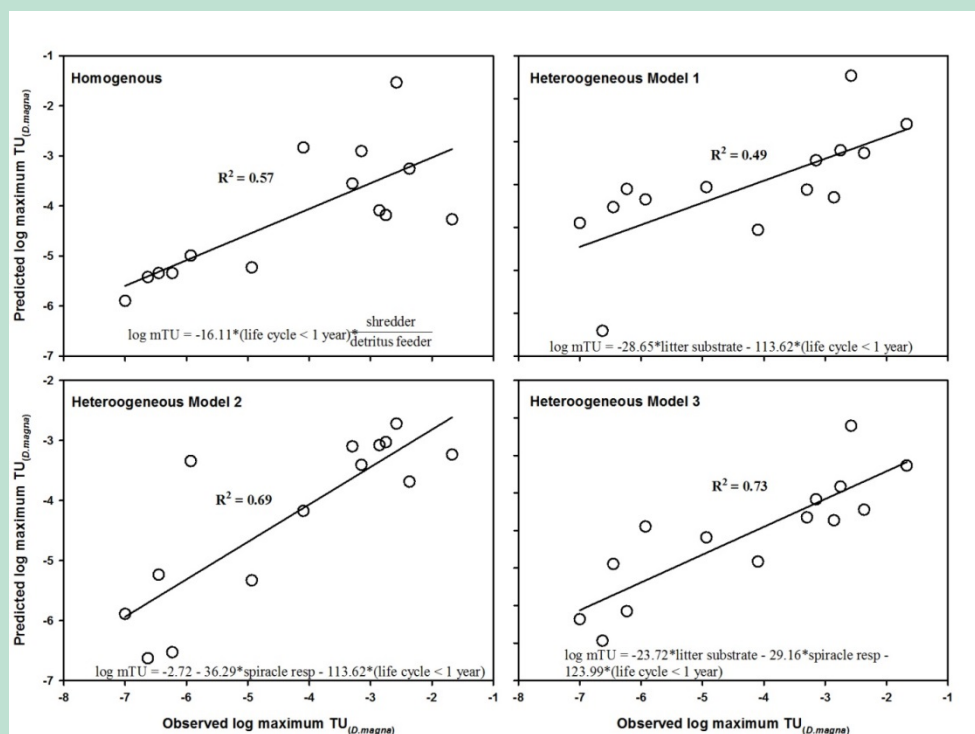 Homogenous
R² = 0.57
log mTU = -16.11*(life cycle < 1 year)*shredder/detritus feeder
Predicted log maximum TU(D.magna)
-1
-2
-3
-4
-5
-6
-7
Heteroogeneous Model 1
R² = 0.49
log mTU = -28.65*litter substrate - 113.62*(life cycle < 1 year)
Heteroogeneous Model 2
R² = 0.69
log mTU = -2.72 - 36.29*spiracle resp - 113.62*(life cycle < 1 year)
Predicted log maximum TU(D.magna)
-2
-3
-4
-5
-6
-7
-8 -7 -6 -5 -4 -3 -2 -1
Observed log maximum TU(D.magna)
Heteroogeneous Model 3
R² = 0.73
log mTU = -23.72*litter substrate - 29.16*spiracle resp -
123.99*(life cycle < 1 year)
-8 -7 -6 -5 -4 -3 -2 -1
Observed log maximum TU(D.magna)